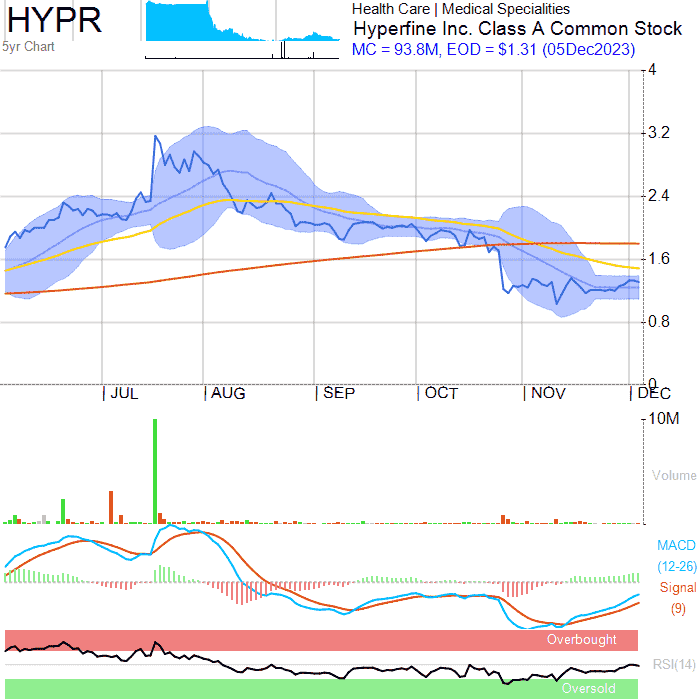 HYPR
5yr Chart
Health Care | Medical Specialities
Hyperfine Inc. Class A Common Stock
MC = 93.8M, EOD = $1.31 (05Dec2023)
4
3.2
2.4
1.6
0.8
0
JUL AUG SEP OCT NOV DEC
10M
Volume
MACD
(12-26)
Signal
(9)
Overbought
RSI(14)
Oversold